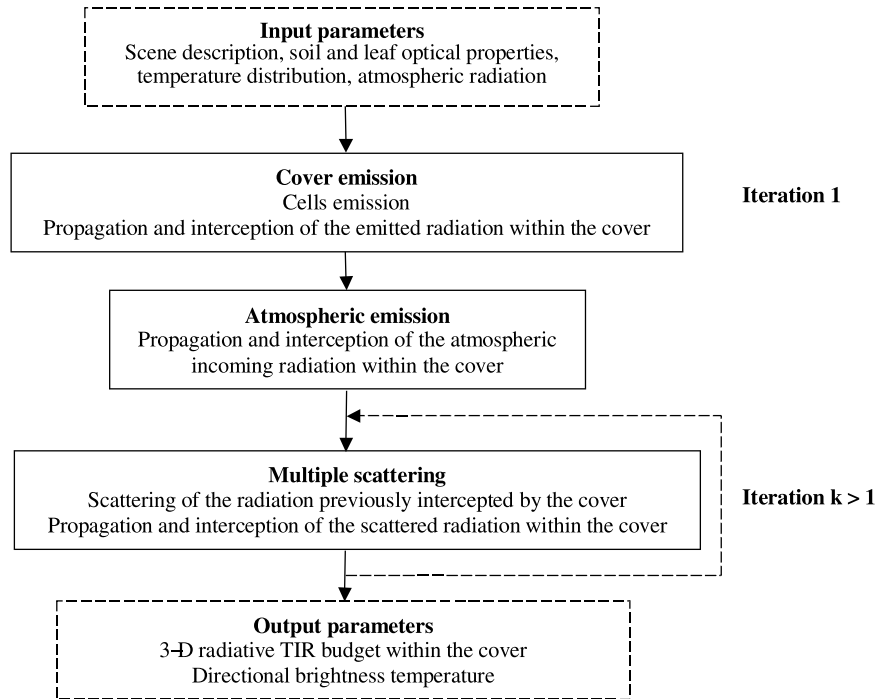 Input parameters
Scene description, soil and leaf optical properties,
temperature distribution, atmospheric radiation
Cover emission
Cells emission
Propagation and interception of the emitted radiation within the cover
Iteration 1
Atmospheric emission
Propagation and interception of the atmospheric
incoming radiation within the cover
Multiple scattering
Scattering of the radiation previously intercepted by the cover
Propagation and interception of the scattered radiation within the cover
Iteration k > 1
Output parameters
3-D radiative TIR budget within the cover
Directional brightness temperature